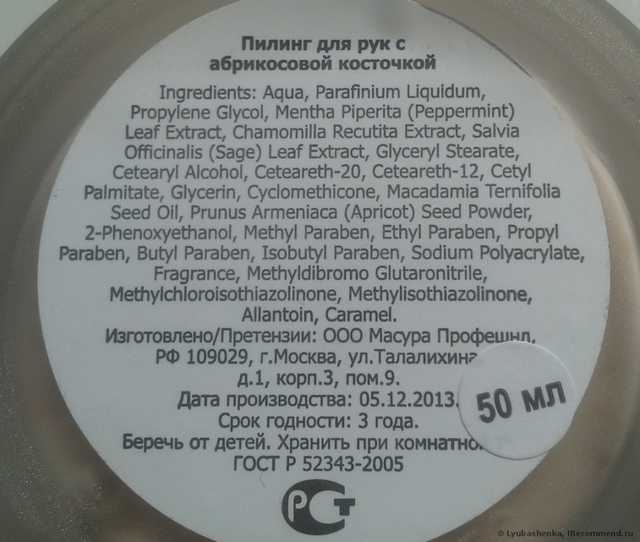 Пилинг для рук с
абрикосовой косточкой
Ingredients: Aqua, Parafinium Liquidum,
Propylene Glycol, Mentha Piperita (Peppermint)
Leaf Extract, Chamomilla Recutita Extract, Salvia
Officinalis (Sage) Leaf Extract, Glyceryl Stearate,
Cetearyl Alcohol, Ceteareth-20, Ceteareth-12, Cetyl
Palmitate, Glycerin, Cyclomethicone, Macadamia Ternifolia
Seed Oil, Prunus Armeniaca (Apricot) Seed Powder,
2-Phenoxyethanol, Methyl Paraben, Ethyl Paraben, Propyl
Paraben, Butyl Paraben, Isobutyl Paraben, Sodium Polyacrylate,
Fragrance, Methyldibromo Glutaronitrile,
Methylchloroisothiazolinone, Methylisothiazolinone,
Allantoin, Caramel.
Изготовлено/Претензии: ООО Масура Профешнл.
РФ 109029, г.Москва, ул.Талалихина
д.1, корп.3, пом.9.
Дата производства: 05.12.2013.
Срок годности: 3 года.
Беречь от детей. Хранить при
ГОСТ Р 52343-2005
50 мл
РСТ
© Lyubashenka, IRecommend.ru